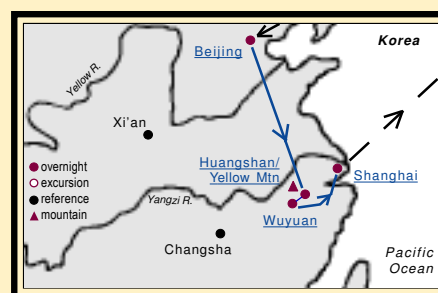 Korea
Beijing
Yellow R.
Xi'an
overnight
excursion
reference
mountain
Huangshan/
Yellow Mtn
Shanghai
Yangzi R.
Wuyuan
Changsha
Pacific
Ocean